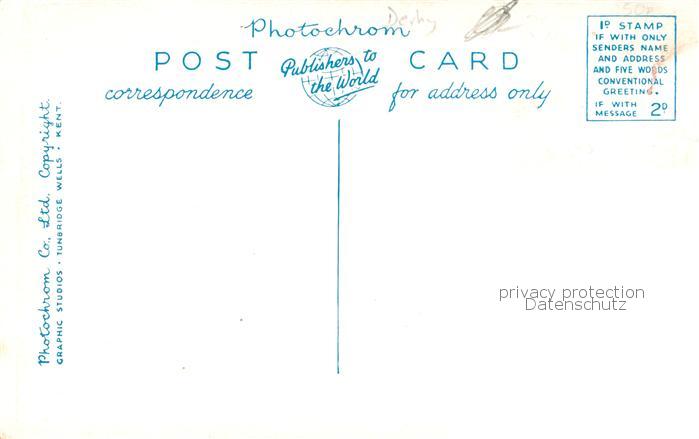 Photochrom
Derby
50p
POST CARD
Publishers to
the World
correspondence
for address only
1D STAMP
IF WITH ONLY
SENDERS NAME
AND ADDRESS
AND FIVE WORDS
CONVENTIONAL
GREETING.
IF WITH
MESSAGE 2D
Photochrom Co., Ltd. Copyright.
GRAPHIC STUDIOS · TUNBRIDGE WELLS · KENT.
privacy protection
Datenschutz